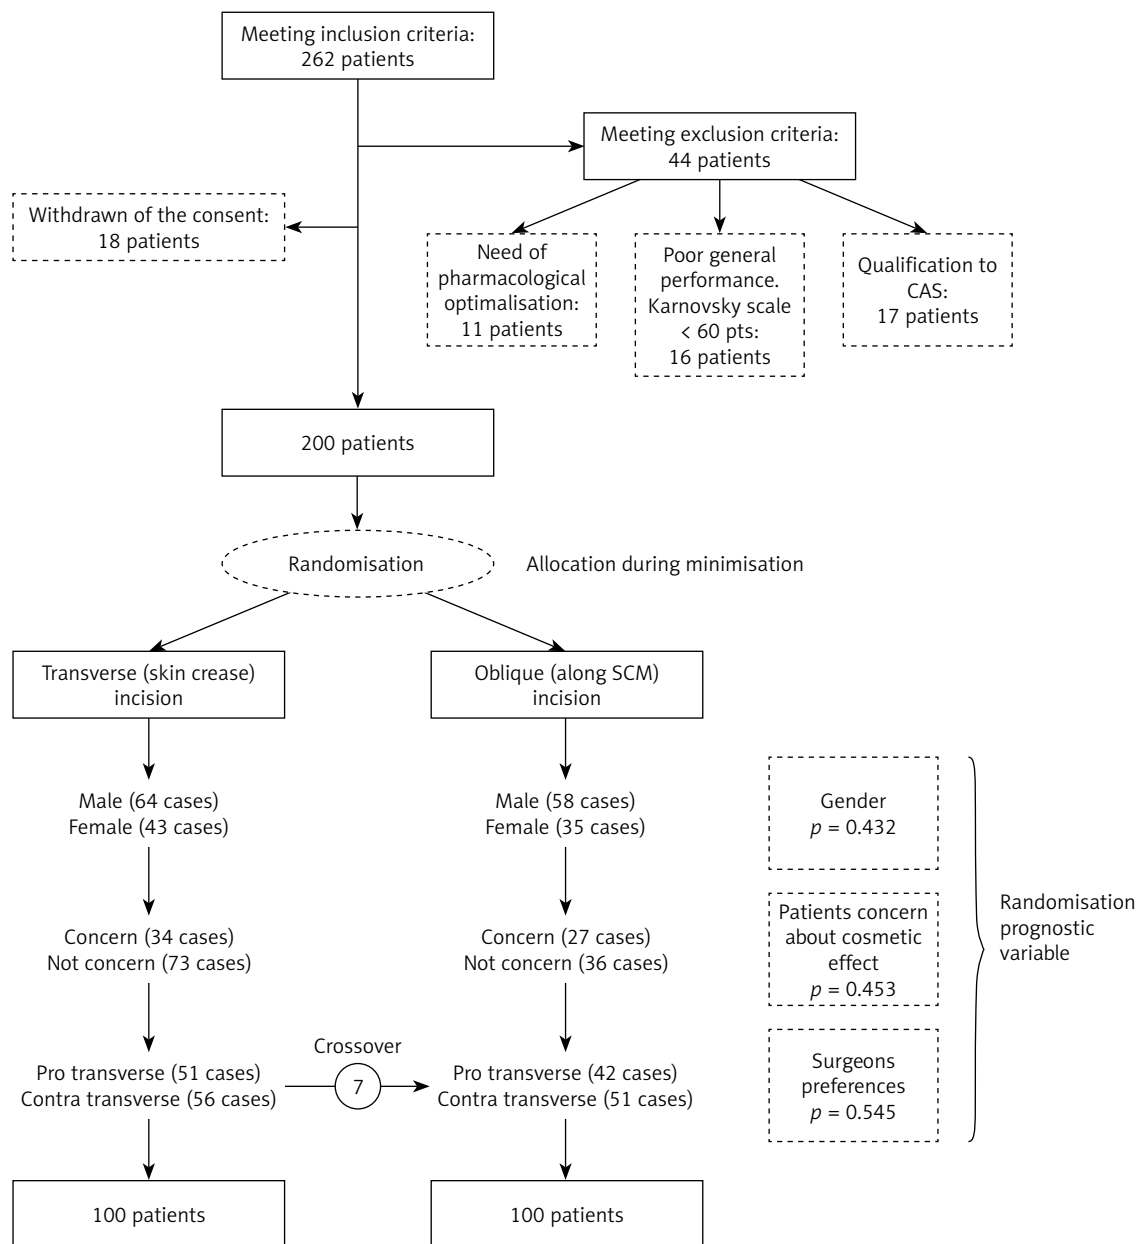 Meeting inclusion criteria:
262 patients
Meeting exclusion criteria:
44 patients
Withdrawn of the consent:
18 patients
Need of
pharmacological
optimalisation:
11 patients
Poor general
performance.
Karnovsky scale
< 60 pts:
16 patients
Qualification to
CAS:
17 patients
200 patients
Randomisation
Allocation during minimisation
Transverse (skin crease)
incision
Oblique (along SCM)
incision
Male (64 cases)
Female (43 cases)
Male (58 cases)
Female (35 cases)
Gender
p = 0.432
Concern (34 cases)
Not concern (73 cases)
Concern (27 cases)
Not concern (36 cases)
Patients concern
about cosmetic
effect
p = 0.453
Randomisation
prognostic
variable
Pro transverse (51 cases)
Contra transverse (56 cases)
Crossover
7
Pro transverse (42 cases)
Contra transverse (51 cases)
Surgeons
preferences
p = 0.545
100 patients
100 patients